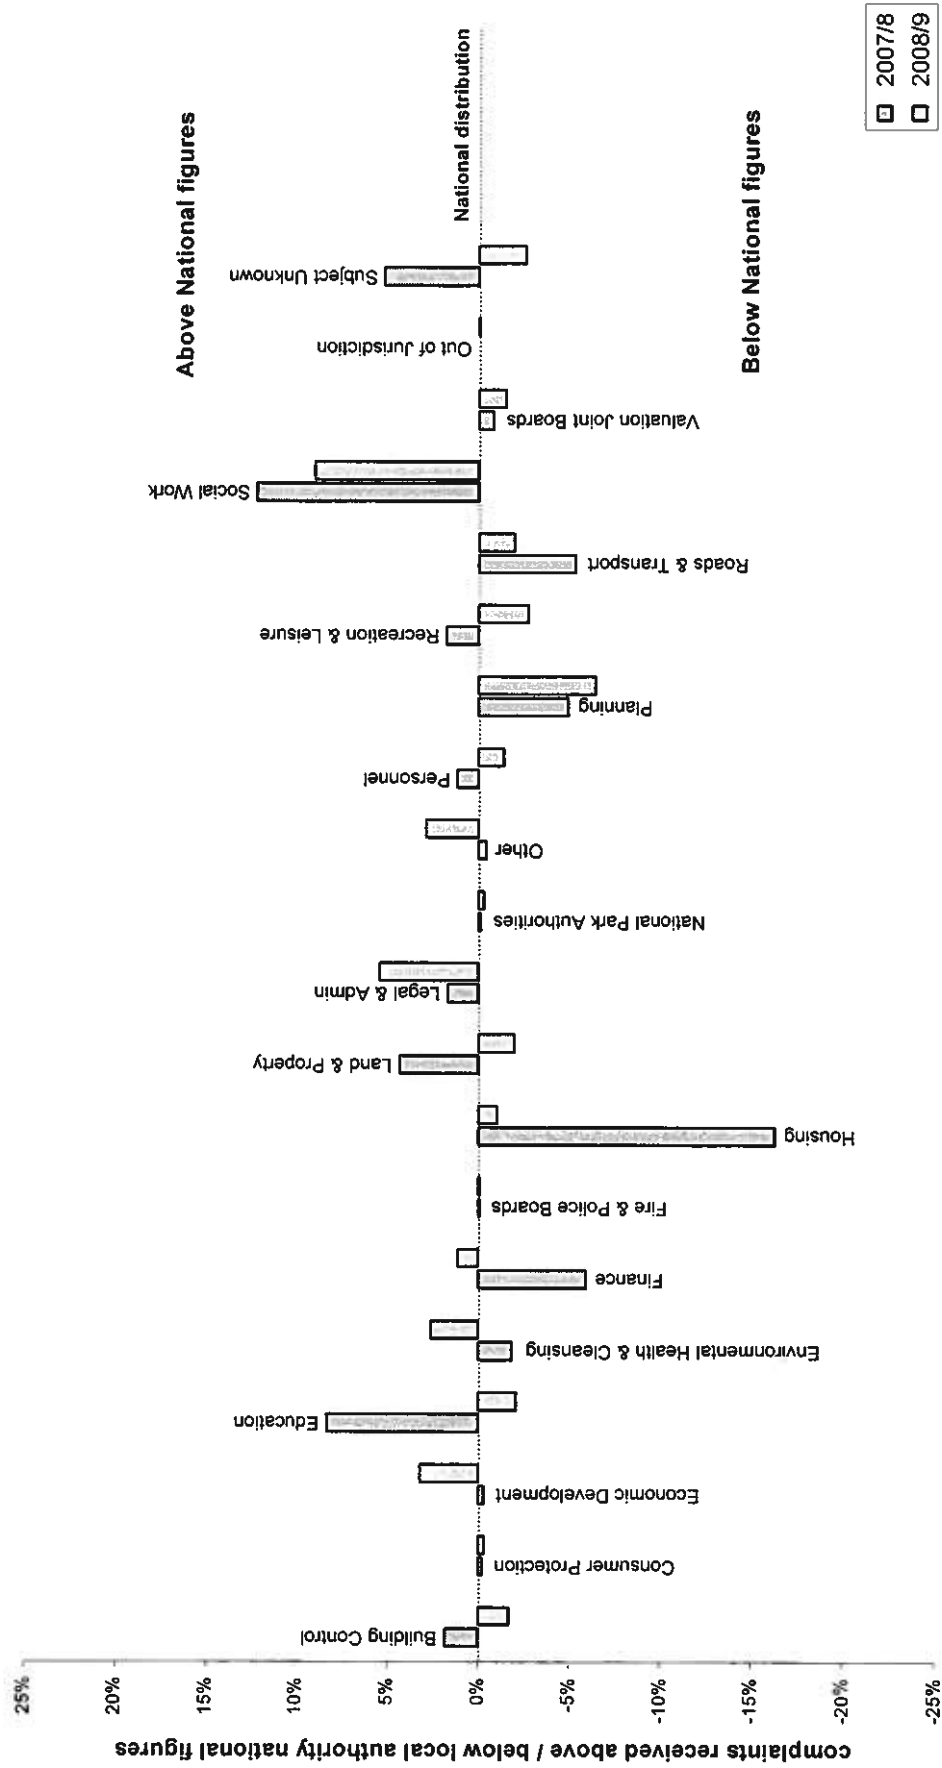 Above National figures
National distribution
Below National figures
2007/8
2008/9
complaints received above / below local authority national figures
25%
20%
15%
10%
5%
0%
-5%
-10%
-15%
-20%
-25%
Building Control
Consumer Protection
Economic Development
Education
Environmental Health & Cleansing
Finance
Fire & Police Boards
Housing
Land & Property
Legal & Admin
National Park Authorities
Other
Personnel
Planning
Recreation & Leisure
Roads & Transport
Social Work
Valuation Joint Boards
Out of Jurisdiction
Subject Unknown